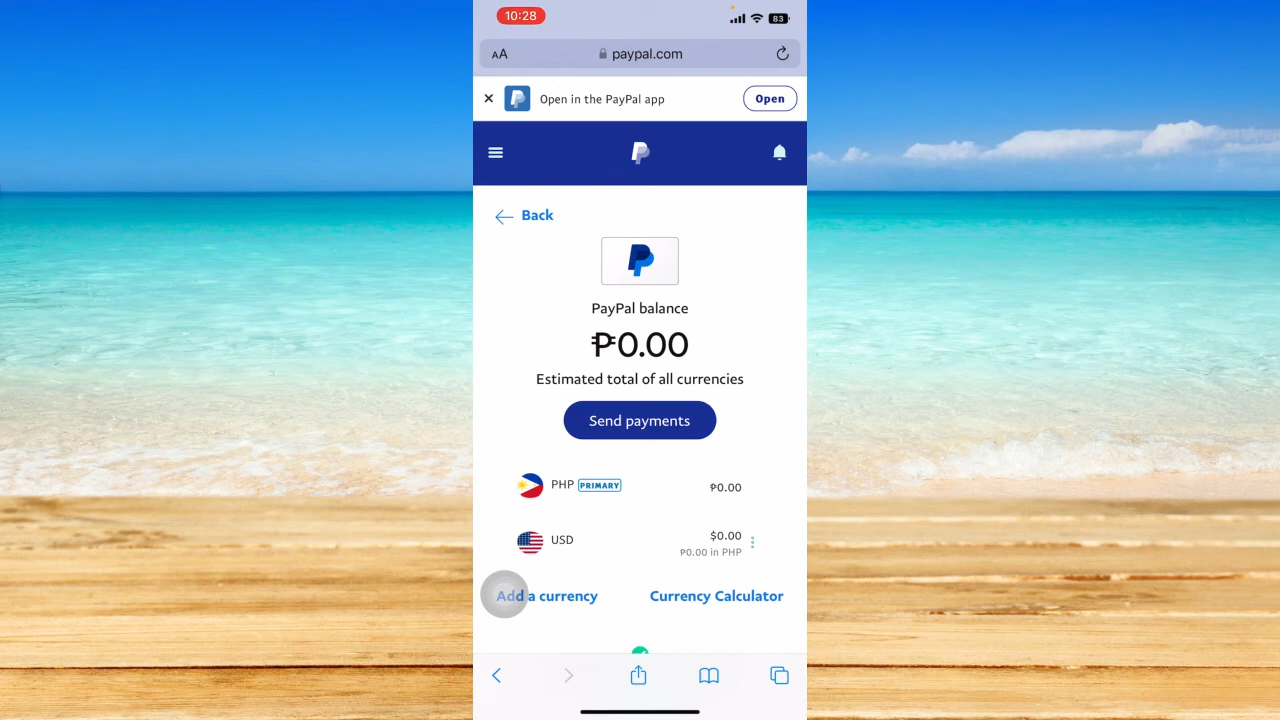 10:28
83
AA
paypal.com
Open in the PayPal app
Open
Back
PayPal balance
₱0.00
Estimated total of all currencies
Send payments
PHP PRIMARY
₱0.00
USD
$0.00
₱0.00 in PHP
Add a currency
Currency Calculator